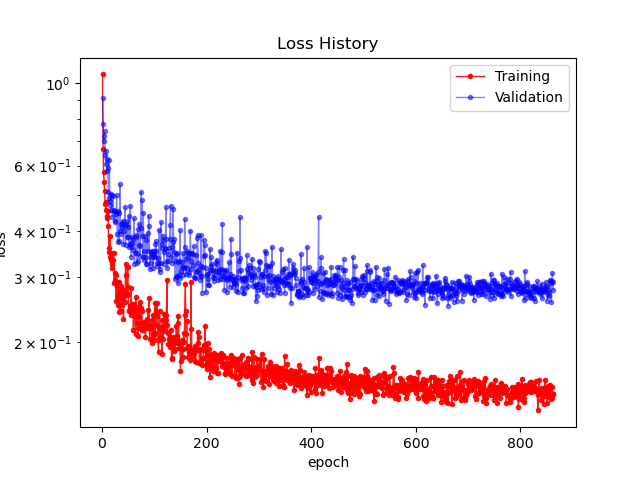 Loss History
Training
Validation
10⁰
6 × 10⁻¹
4 × 10⁻¹
3 × 10⁻¹
2 × 10⁻¹
0 200 400 600 800
epoch